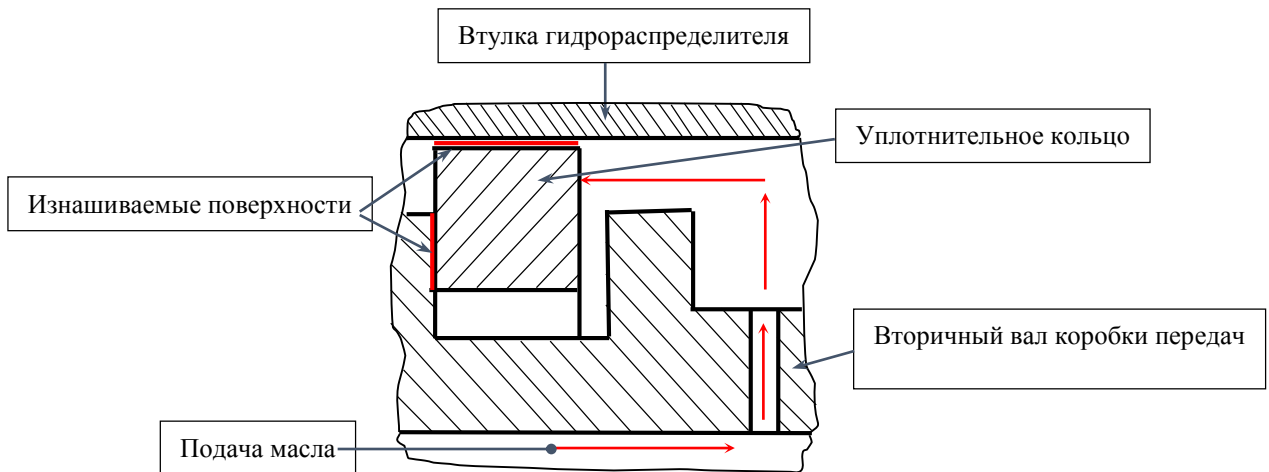 Втулка гидрораспределителя
Уплотнительное кольцо
Изнашиваемые поверхности
Вторичный вал коробки передач
Подача масла